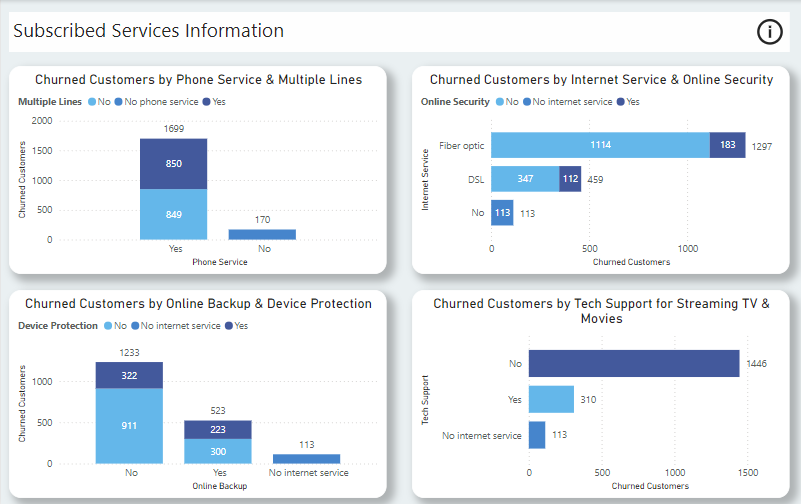 Subscribed Services Information
i
Churned Customers by Phone Service & Multiple Lines
Multiple Lines No No phone service Yes
Churned Customers
2000
1500
1000
500
0
1699
850
849
170
Yes No
Phone Service
Churned Customers by Internet Service & Online Security
Online Security No No internet service Yes
Internet Service
Fiber optic 1114 183 1297
DSL 347 112 459
No 113 113
0 500 1000
Churned Customers
Churned Customers by Online Backup & Device Protection
Device Protection No No internet service Yes
Churned Customers
1000
500
0
1233
322
911
523
223
300
113
No Yes No internet service
Online Backup
Churned Customers by Tech Support for Streaming TV &
Movies
Tech Support
No 1446
Yes 310
No internet service 113
0 500 1000 1500
Churned Customers